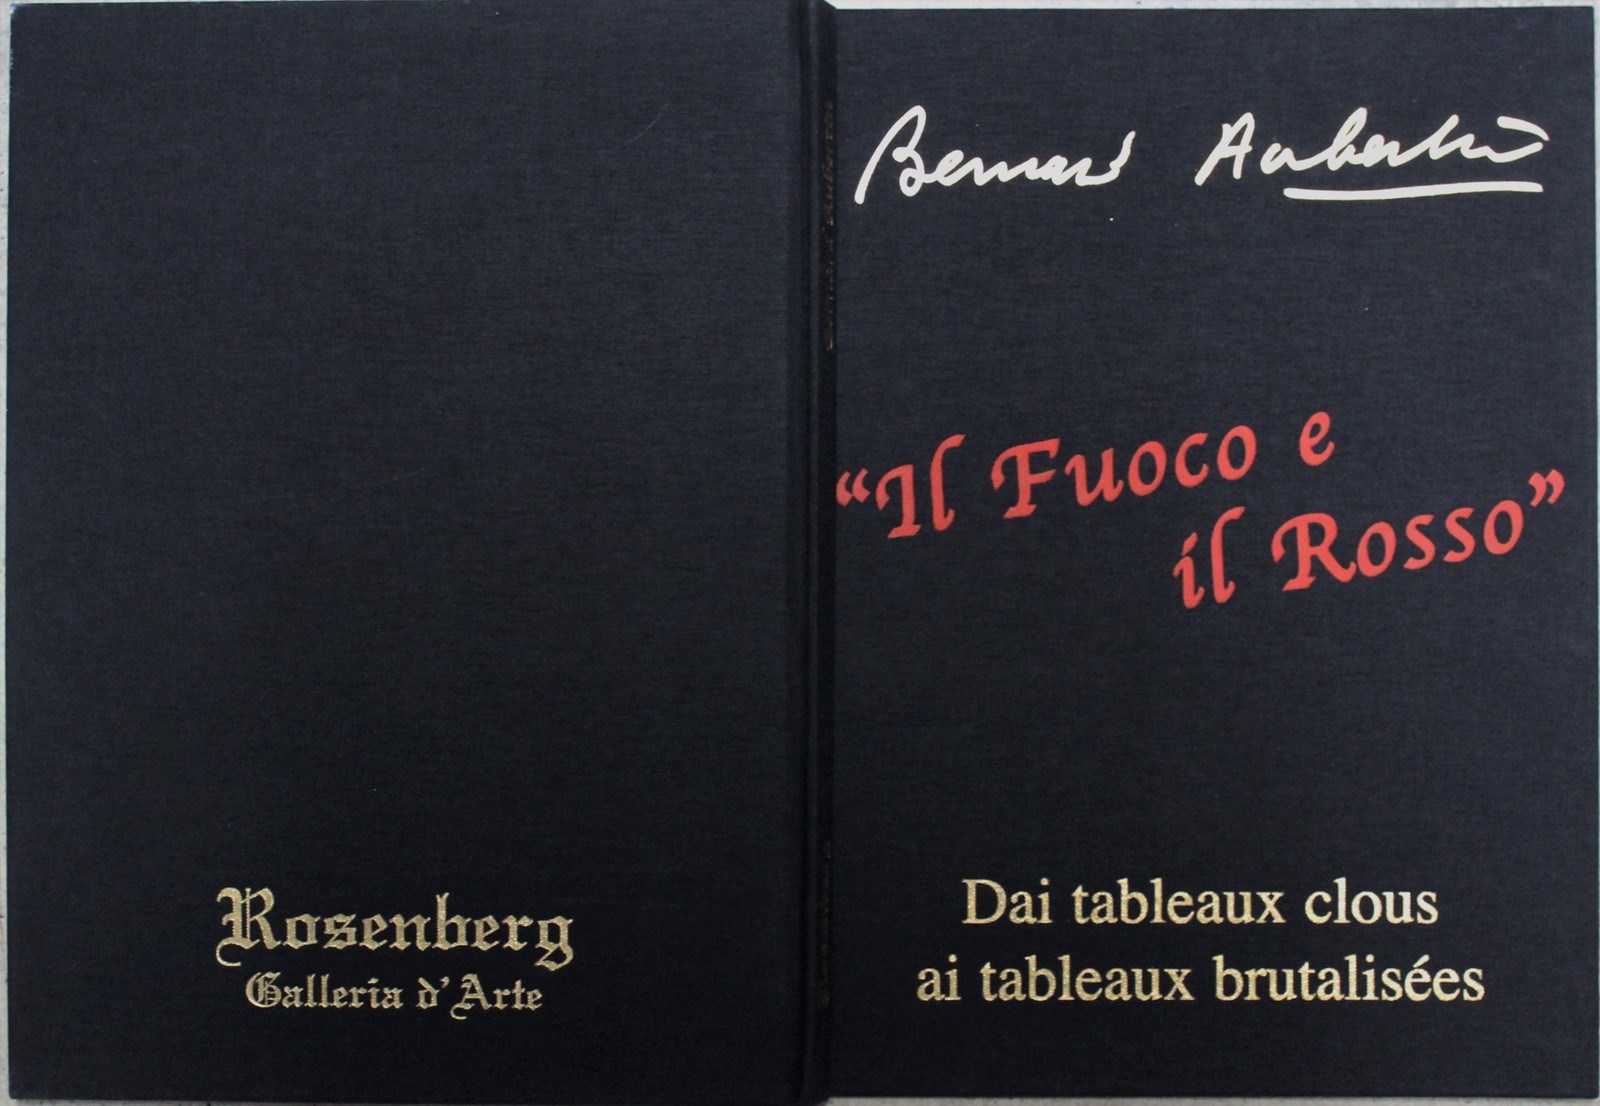 Bernard Aubertin
“Il Fuoco e
il Rosso”
Dai tableaux clous
ai tableaux brutalisées
Rosenberg
Galleria d'Arte